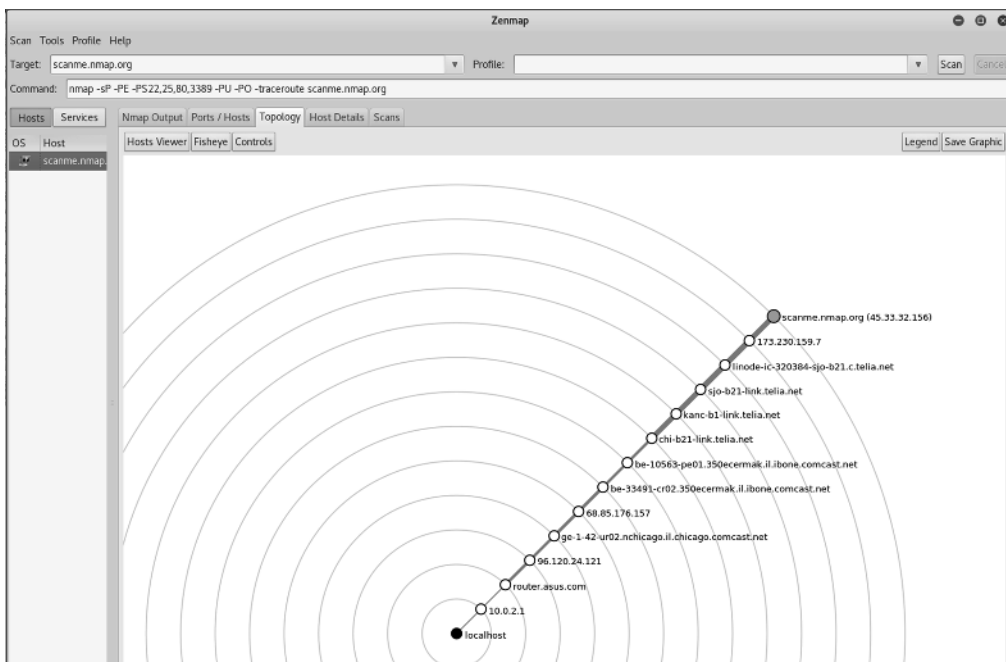 Zenmap
Scan Tools Profile Help
Target: scanme.nmap.org Profile: Scan Cancel
Command: nmap -sP -PE -PS22,25,80,3389 -PU -PO -traceroute scanme.nmap.org
Hosts Services Nmap Output Ports / Hosts Topology Host Details Scans
OS Host Hosts Viewer Fisheye Controls Legend Save Graphic
scanme.nmap.
scanme.nmap.org (45.33.32.156)
173.230.159.7
linode-ic-320384-sjo-b21.c.telia.net
sjo-b21-link.telia.net
kanc-b1-link.telia.net
chi-b21-link.telia.net
be-10563-pe01.350ecermak.il.ibone.comcast.net
be-33491-cr02.350ecermak.il.ibone.comcast.net
68.85.176.157
ge-1-42-ur02.nchicago.il.chicago.comcast.net
96.120.24.121
router.asus.com
10.0.2.1
localhost